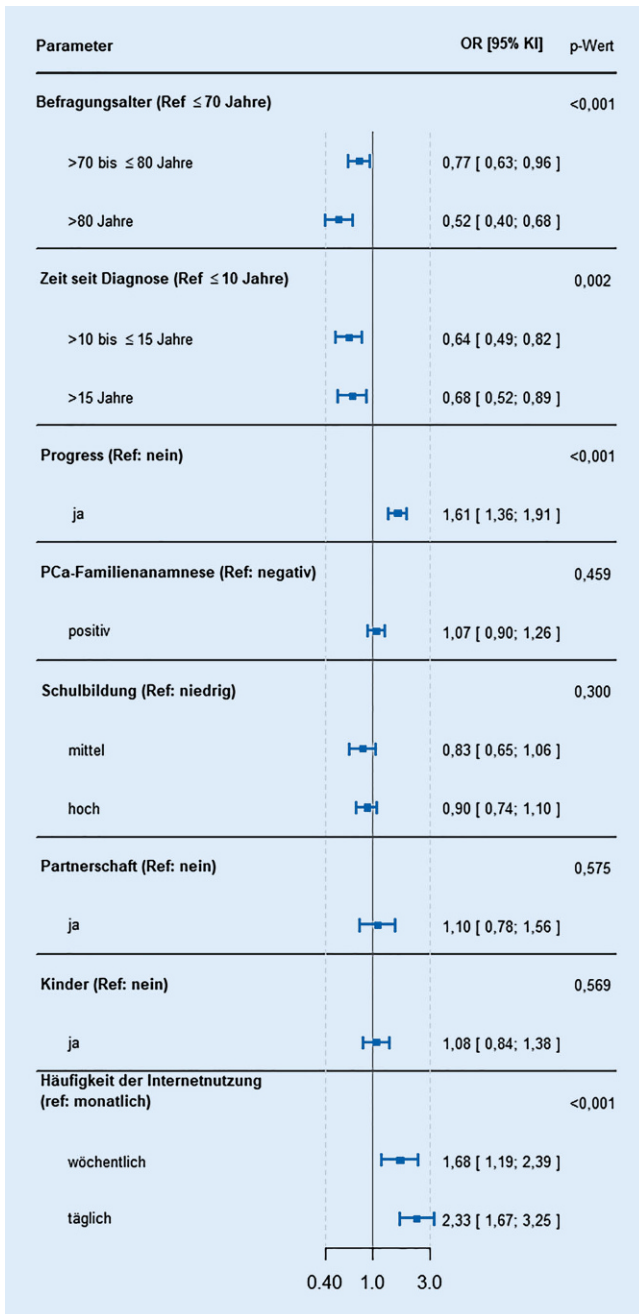 Parameter OR [95% KI] p-Wert
Befragungsalter (Ref ≤ 70 Jahre) <0,001
>70 bis ≤ 80 Jahre 0,77 [ 0,63; 0,96 ]
>80 Jahre 0,52 [ 0,40; 0,68 ]
Zeit seit Diagnose (Ref ≤ 10 Jahre) 0,002
>10 bis ≤ 15 Jahre 0,64 [ 0,49; 0,82 ]
>15 Jahre 0,68 [ 0,52; 0,89 ]
Progress (Ref: nein) <0,001
ja 1,61 [ 1,36; 1,91 ]
PCa-Familienanamnese (Ref: negativ) 0,459
positiv 1,07 [ 0,90; 1,26 ]
Schulbildung (Ref: niedrig) 0,300
mittel 0,83 [ 0,65; 1,06 ]
hoch 0,90 [ 0,74; 1,10 ]
Partnerschaft (Ref: nein) 0,575
ja 1,10 [ 0,78; 1,56 ]
Kinder (Ref: nein) 0,569
ja 1,08 [ 0,84; 1,38 ]
Häufigkeit der Internetnutzung
(ref: monatlich) <0,001
wöchentlich 1,68 [ 1,19; 2,39 ]
täglich 2,33 [ 1,67; 3,25 ]
0.40 1.0 3.0